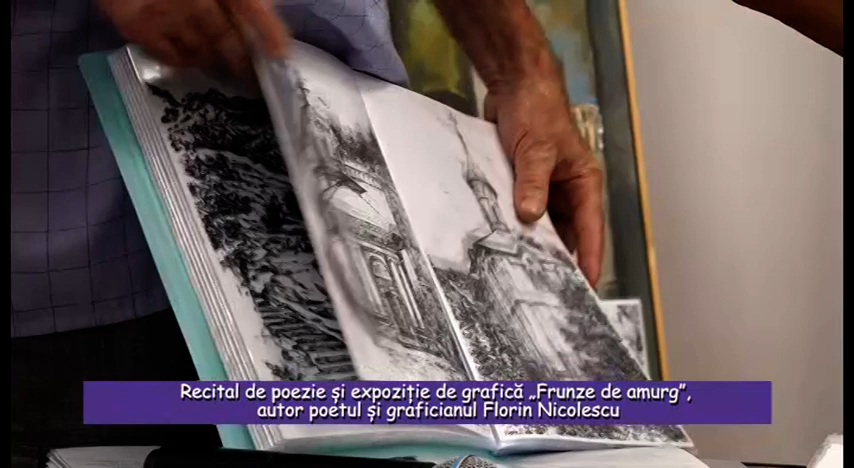 Recital de poezie și expoziție de grafică „Frunze de amurg”,
autor poetul și graficianul Florin Nicolescu